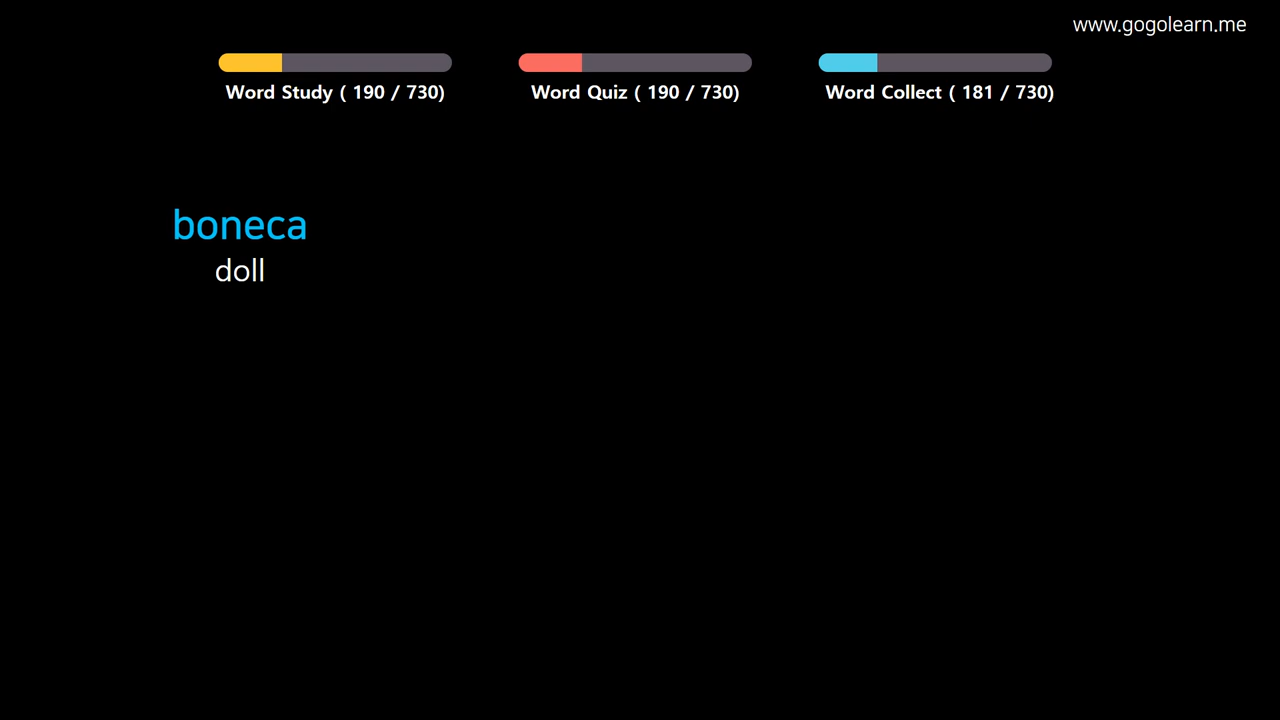 www.gogolearn.me
Word Study ( 190 / 730)
Word Quiz ( 190 / 730)
Word Collect ( 181 / 730)
boneca
doll